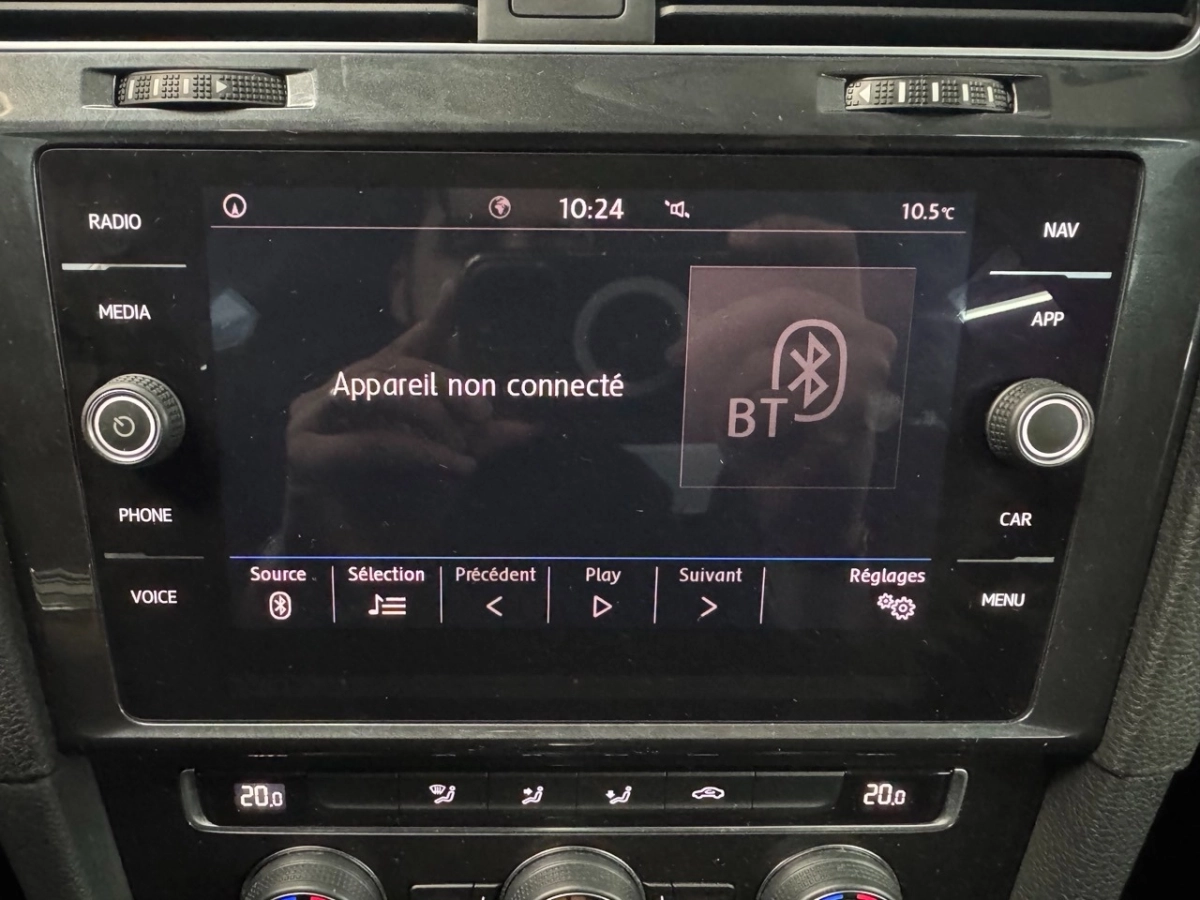 10:24
10.5°C
RADIO
NAV
MEDIA
APP
Appareil non connecté
BT
PHONE
CAR
VOICE
MENU
Source
Sélection
Précédent
Play
Suivant
Réglages
20.0
20.0